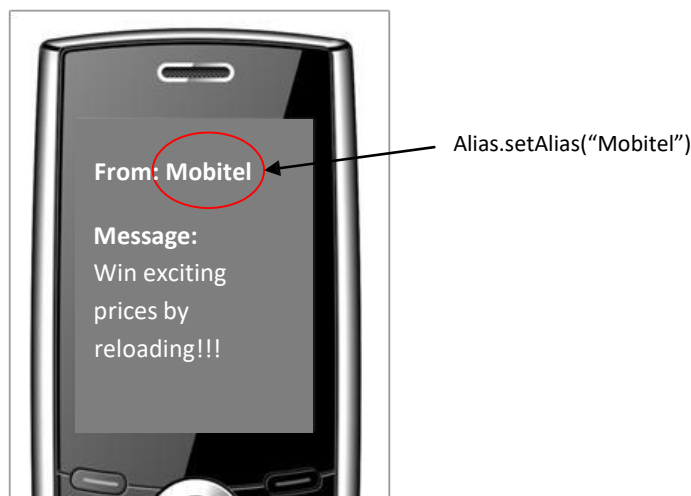 From: Mobitel
Alias.setAlias(“Mobitel”)
Message:
Win exciting
prices by
reloading!!!